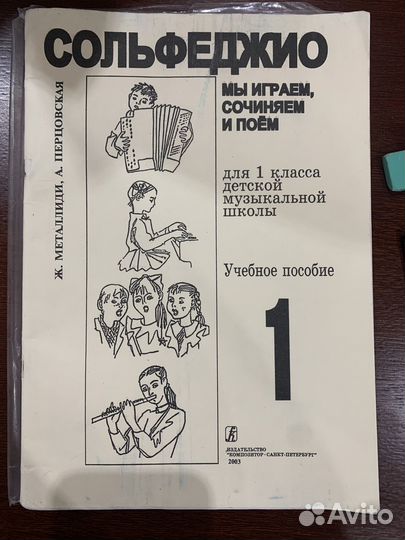 СОЛЬФЕДЖИО
Ж. МЕТАЛЛИДИ, А. ПЕРЦОВСКАЯ
МЫ ИГРАЕМ,
СОЧИНЯЕМ
И ПОЁМ
для 1 класса
детской
музыкальной
школы
Учебное пособие
1
ИЗДАТЕЛЬСТВО
"КОМПОЗИТОР · САНКТ-ПЕТЕРБУРГ"
2003
Avito